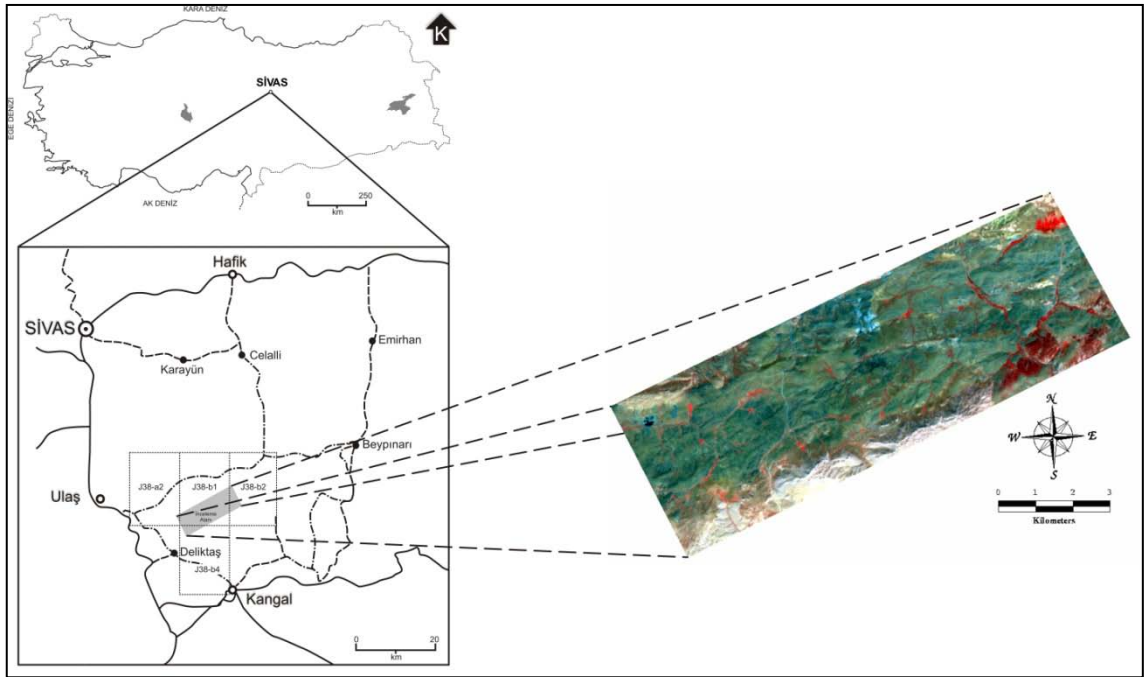 KARA DENİZ
K
SİVAS
EGE DENİZİ
AK DENİZ
0 250
km
Hafik
SİVAS
Karayün
Celalli
Emirhan
Beypınarı
Ulaş
J38-a2
J38-b1
J38-b2
İnceleme
Alanı
Deliktaş
J38-b4
Kangal
0 20
km
N
W E
S
0 1 2 3
Kilometers